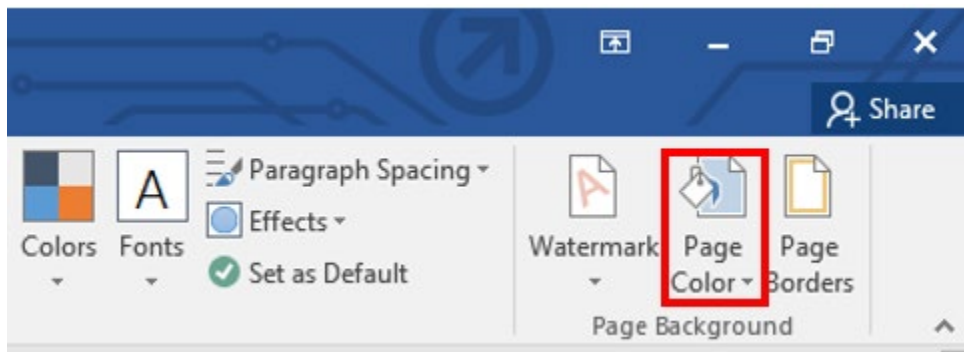 Share
Paragraph Spacing
Effects
Set as Default
Colors
Fonts
A
A
Watermark
Page
Color
Page
Borders
Page Background